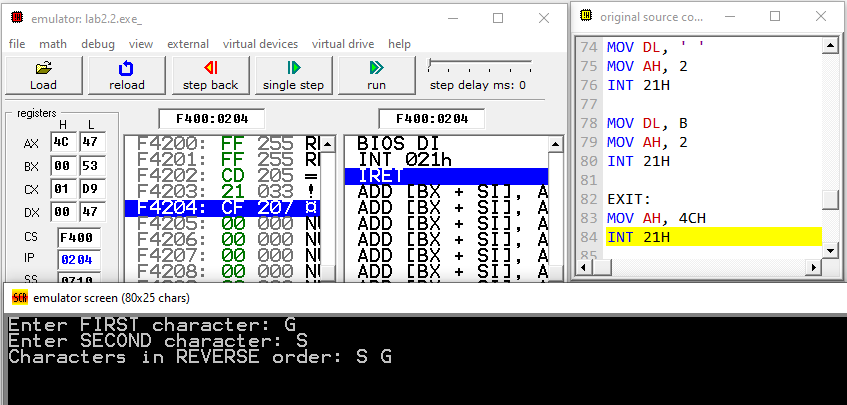 emulator: lab2.2.exe_
file math debug view external virtual devices virtual drive help
Load reload step back single step run step delay ms: 0
registers
H L
AX 4C 47
BX 00 53
CX 01 D9
DX 00 47
CS F400
IP 0204
SS 0710
F400:0204
F4200: FF 255 R
F4201: FF 255 R
F4202: CD 205 =
F4203: 21 033 !
F4204: CF 207 ¤
F4205: 00 000 N
F4206: 00 000 N
F4207: 00 000 N
F4208: 00 000 N
F400:0204
BIOS DI
INT 021h
IRET
ADD [BX + SI], A
ADD [BX + SI], A
ADD [BX + SI], A
ADD [BX + SI], A
ADD [BX + SI], A
ADD [BX + SI], A
original source co...
74 MOV DL, ' '
75 MOV AH, 2
76 INT 21H
77
78 MOV DL, B
79 MOV AH, 2
80 INT 21H
81
82 EXIT:
83 MOV AH, 4CH
84 INT 21H
SCR emulator screen (80x25 chars)
Enter FIRST character: G
Enter SECOND character: S
Characters in REVERSE order: S G